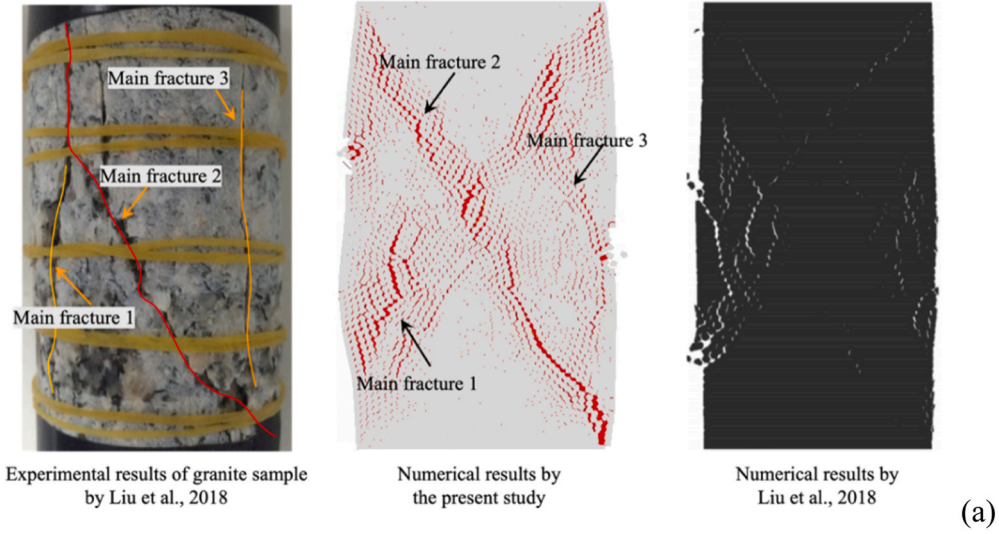 Main fracture 3
Main fracture 2
Main fracture 1
Main fracture 2
Main fracture 3
Main fracture 1
Experimental results of granite sample
by Liu et al., 2018
Numerical results by
the present study
Numerical results by
Liu et al., 2018
(a)